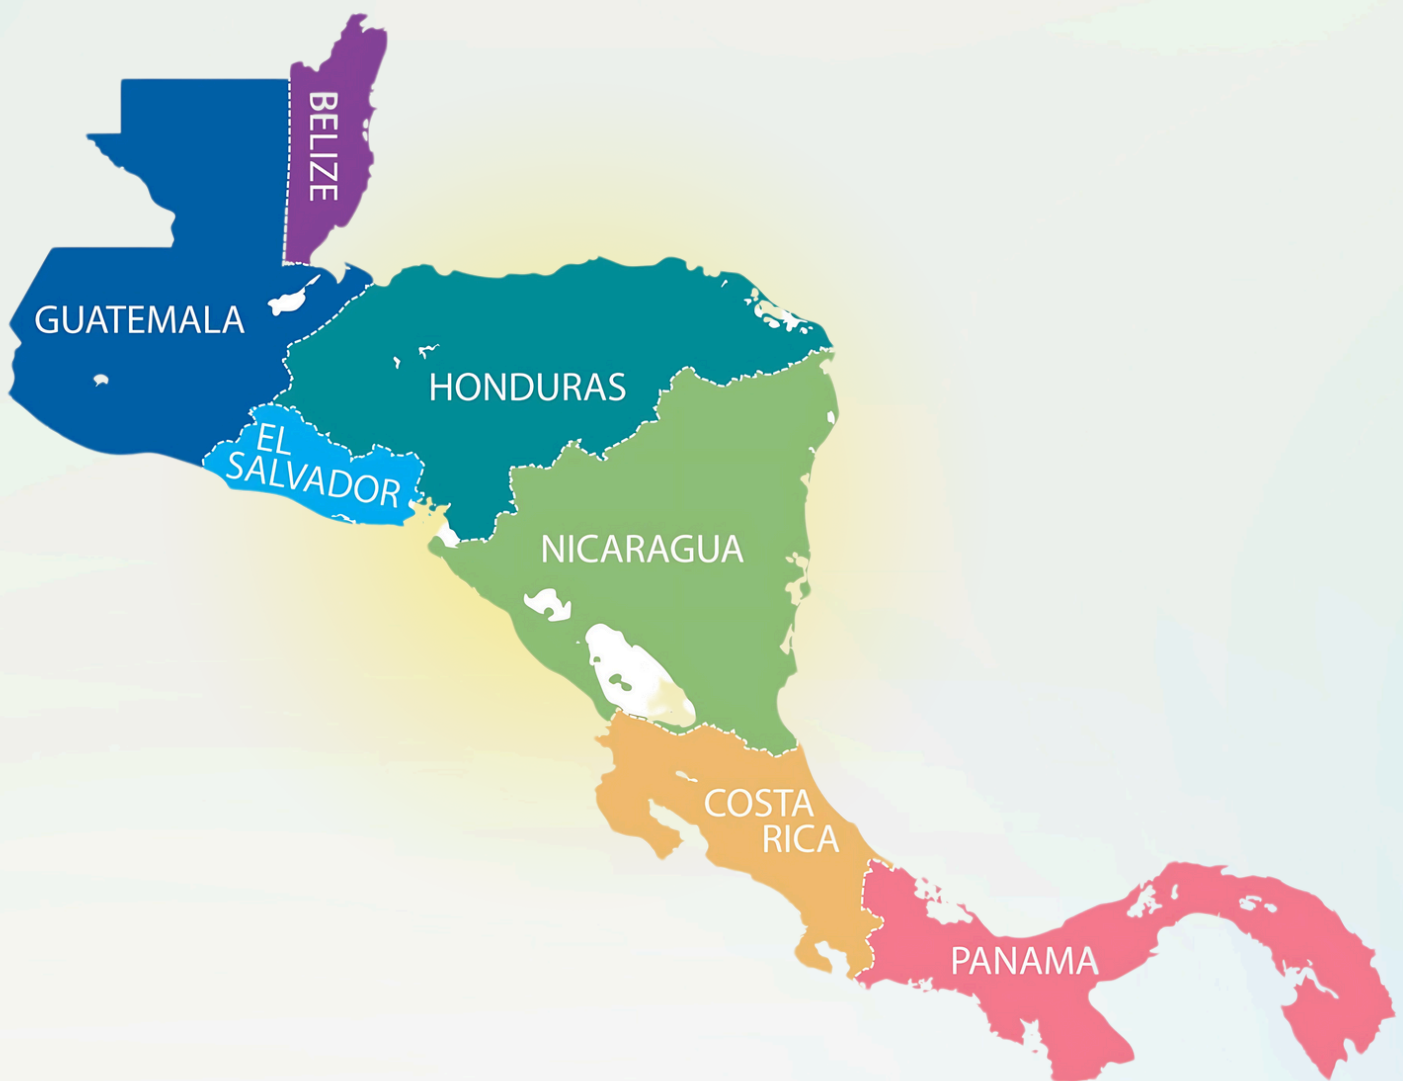 BELIZE
GUATEMALA
HONDURAS
EL
SALVADOR
NICARAGUA
COSTA
RICA
PANAMA